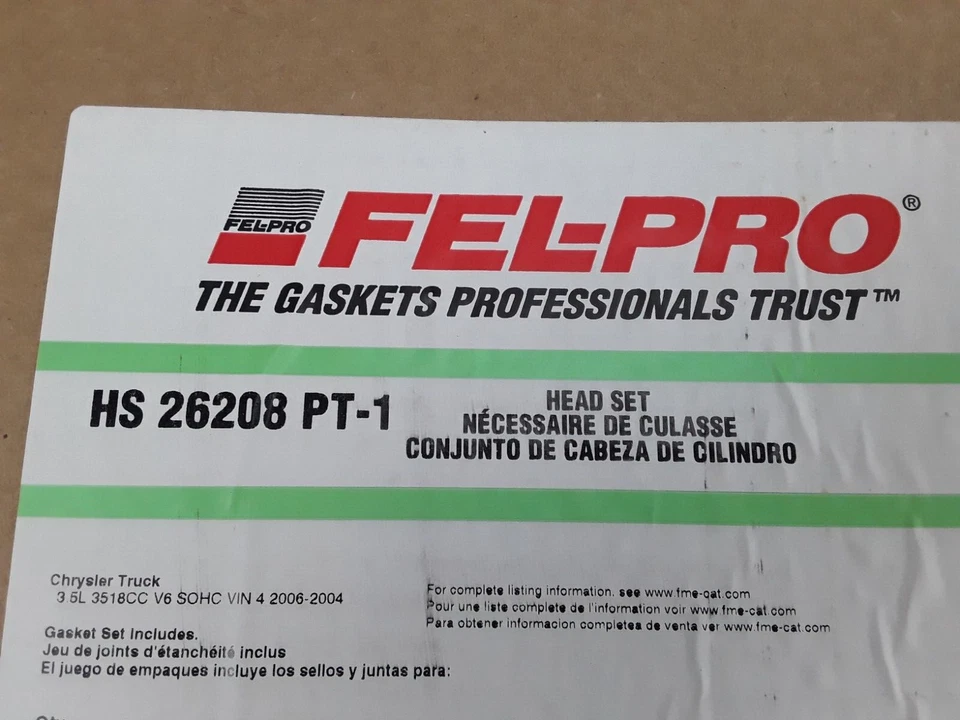 FEL-PRO
FEL-PRO®
THE GASKETS PROFESSIONALS TRUST™
HS 26208 PT-1
HEAD SET
NÉCESSAIRE DE CULASSE
CONJUNTO DE CABEZA DE CILINDRO
Chrysler Truck
3.5L 3518CC V6 SOHC VIN 4 2006-2004
For complete listing information. see www.fme-cat.com
Pour une liste complete de l'information voir www.fme-cat.com
Para obtener informacion completea de venta ver www.fme-cat.com
Gasket Set Includes.
Jeu de joints d'étanchéité inclus
El juego de empaques incluye los sellos y juntas para: